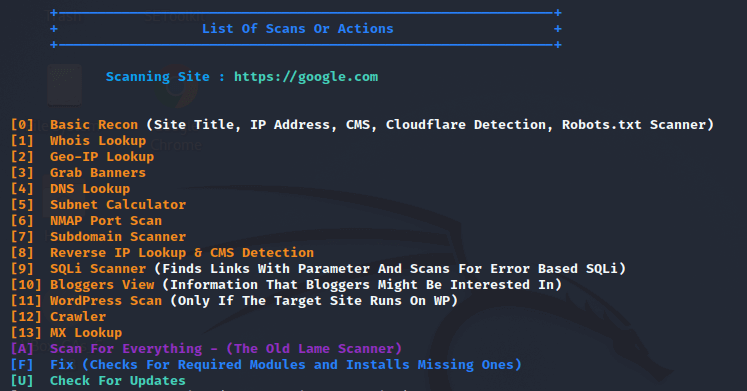 List Of Scans Or Actions
Scanning Site : https://google.com
[0] Basic Recon (Site Title, IP Address, CMS, Cloudflare Detection, Robots.txt Scanner)
[1] Whois Lookup
[2] Geo-IP Lookup
[3] Grab Banners
[4] DNS Lookup
[5] Subnet Calculator
[6] NMAP Port Scan
[7] Subdomain Scanner
[8] Reverse IP Lookup & CMS Detection
[9] SQLi Scanner (Finds Links With Parameter And Scans For Error Based SQLi)
[10] Bloggers View (Information That Bloggers Might Be Interested In)
[11] WordPress Scan (Only If The Target Site Runs On WP)
[12] Crawler
[13] MX Lookup
[A] Scan For Everything - (The Old Lame Scanner)
[F] Fix (Checks For Required Modules and Installs Missing Ones)
[U] Check For Updates